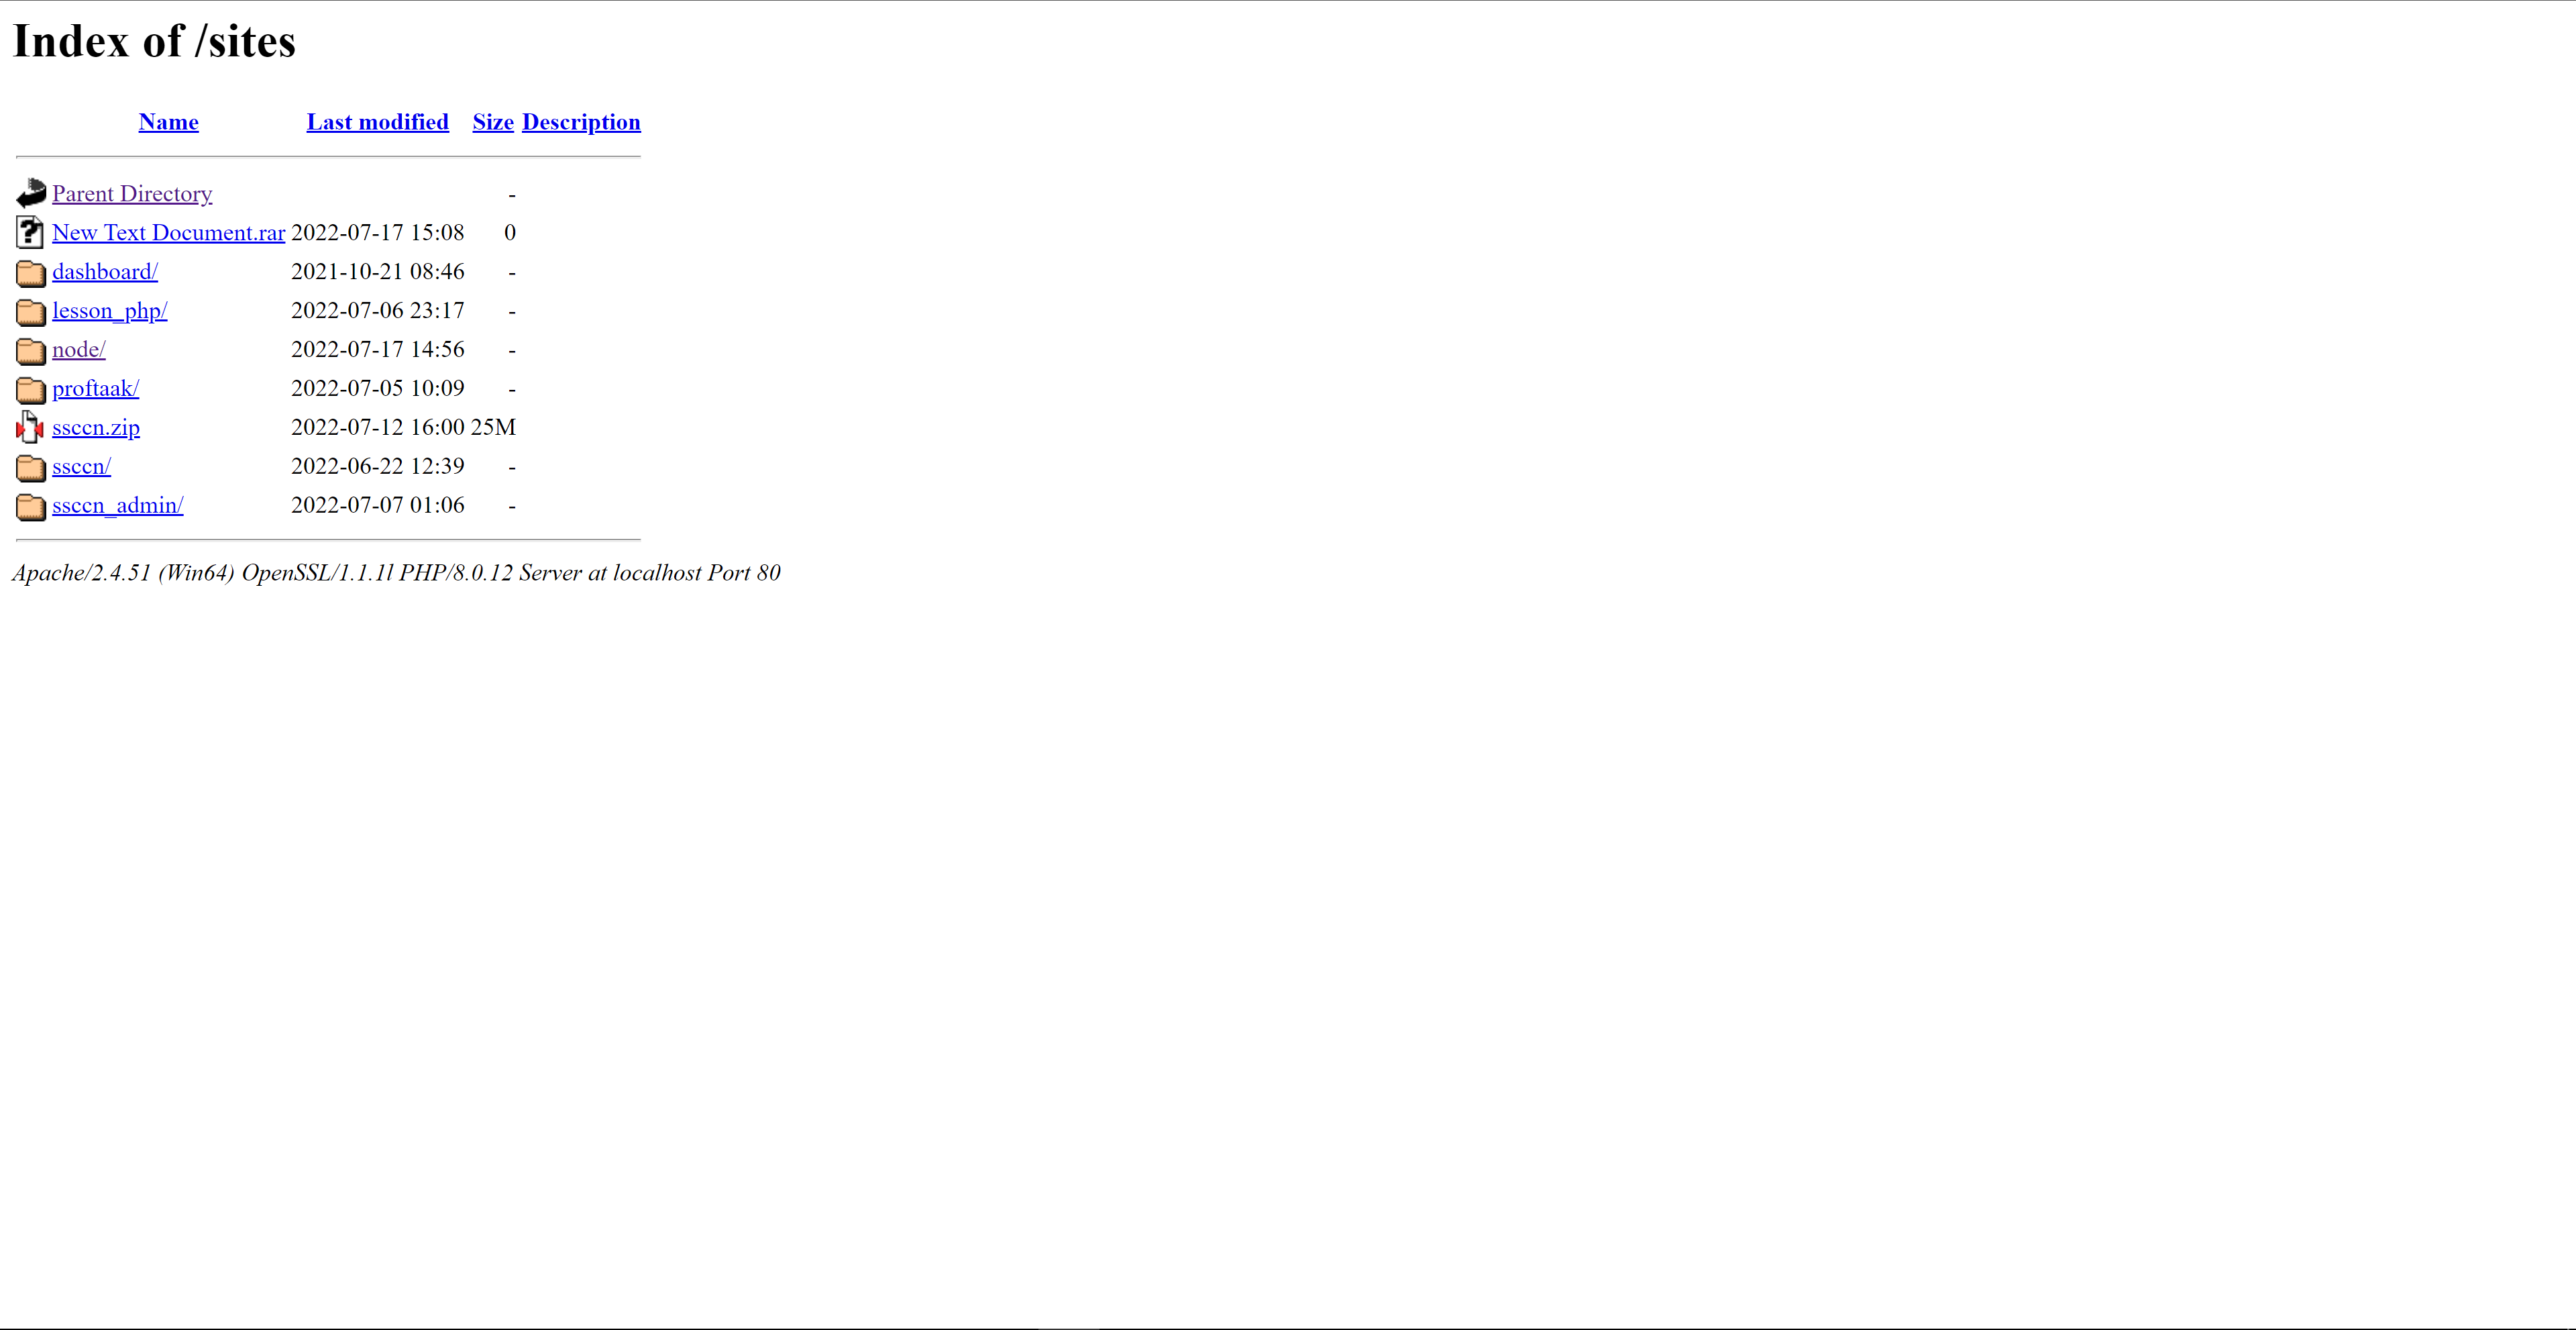 Index of /sites
Name Last modified Size Description
Parent Directory -
New Text Document.rar 2022-07-17 15:08 0
dashboard/ 2021-10-21 08:46 -
lesson_php/ 2022-07-06 23:17 -
node/ 2022-07-17 14:56 -
proftaak/ 2022-07-05 10:09 -
ssccn.zip 2022-07-12 16:00 25M
ssccn/ 2022-06-22 12:39 -
ssccn_admin/ 2022-07-07 01:06 -
Apache/2.4.51 (Win64) OpenSSL/1.1.1l PHP/8.0.12 Server at localhost Port 80